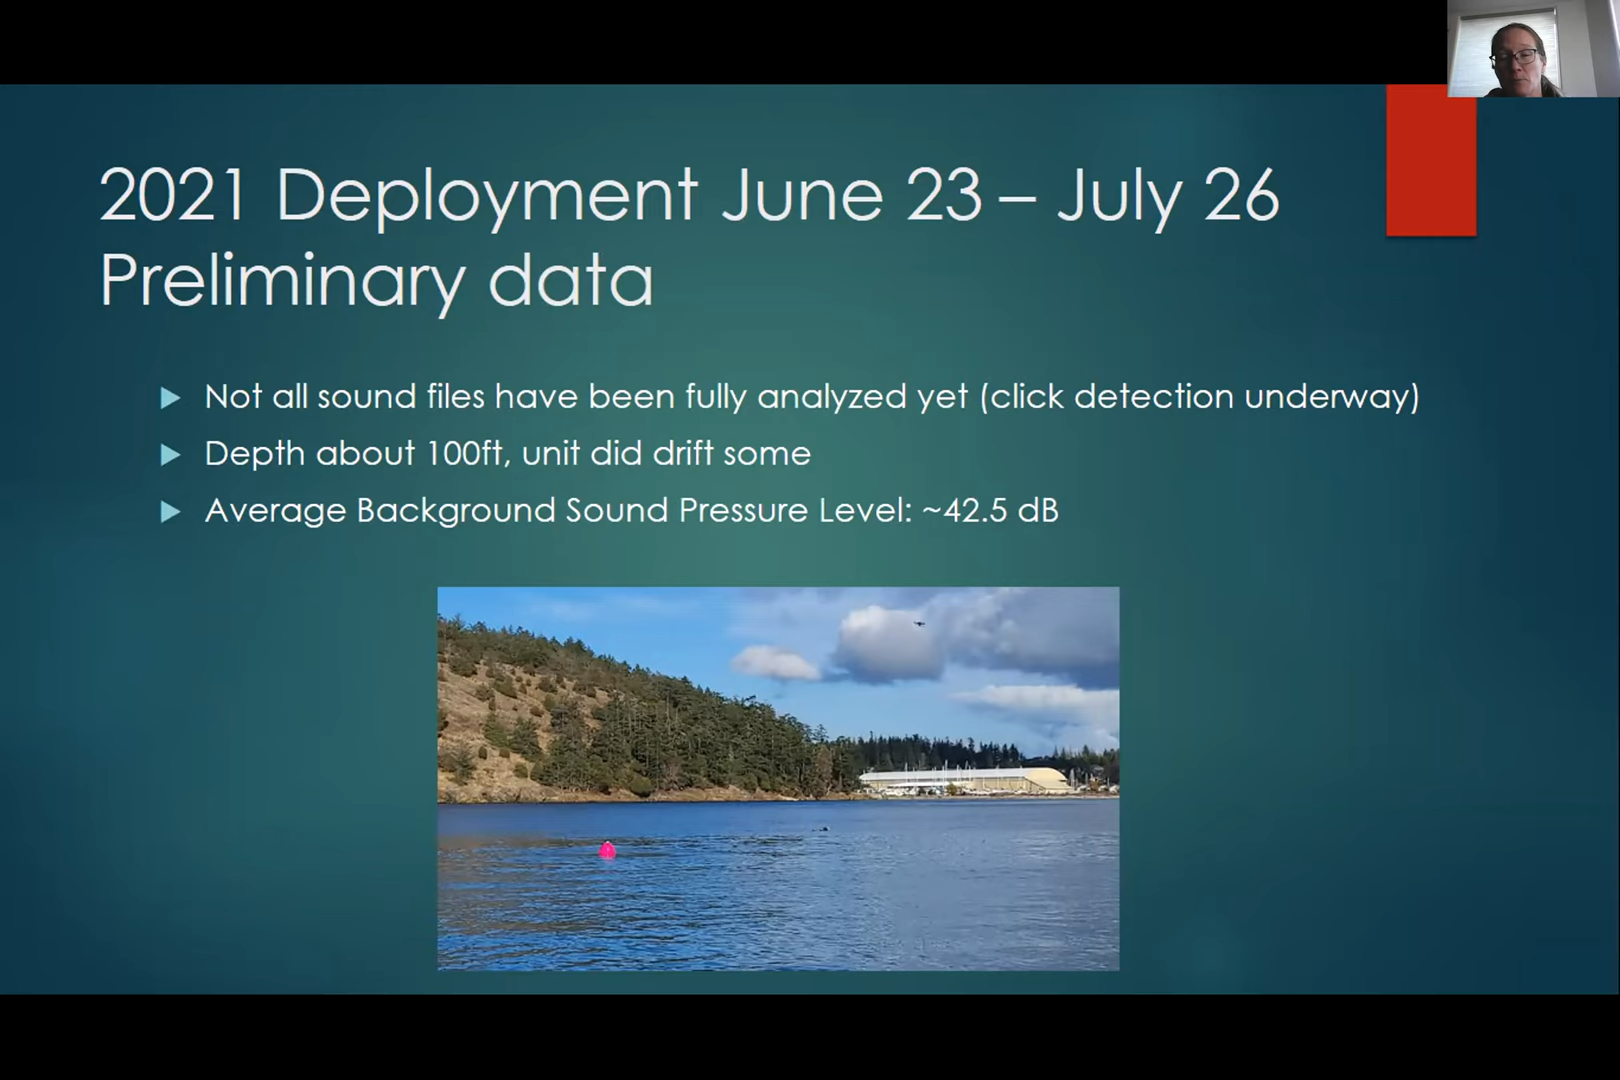 2021 Deployment June 23 – July 26
Preliminary data
Not all sound files have been fully analyzed yet (click detection underway)
Depth about 100ft, unit did drift some
Average Background Sound Pressure Level: ~42.5 dB